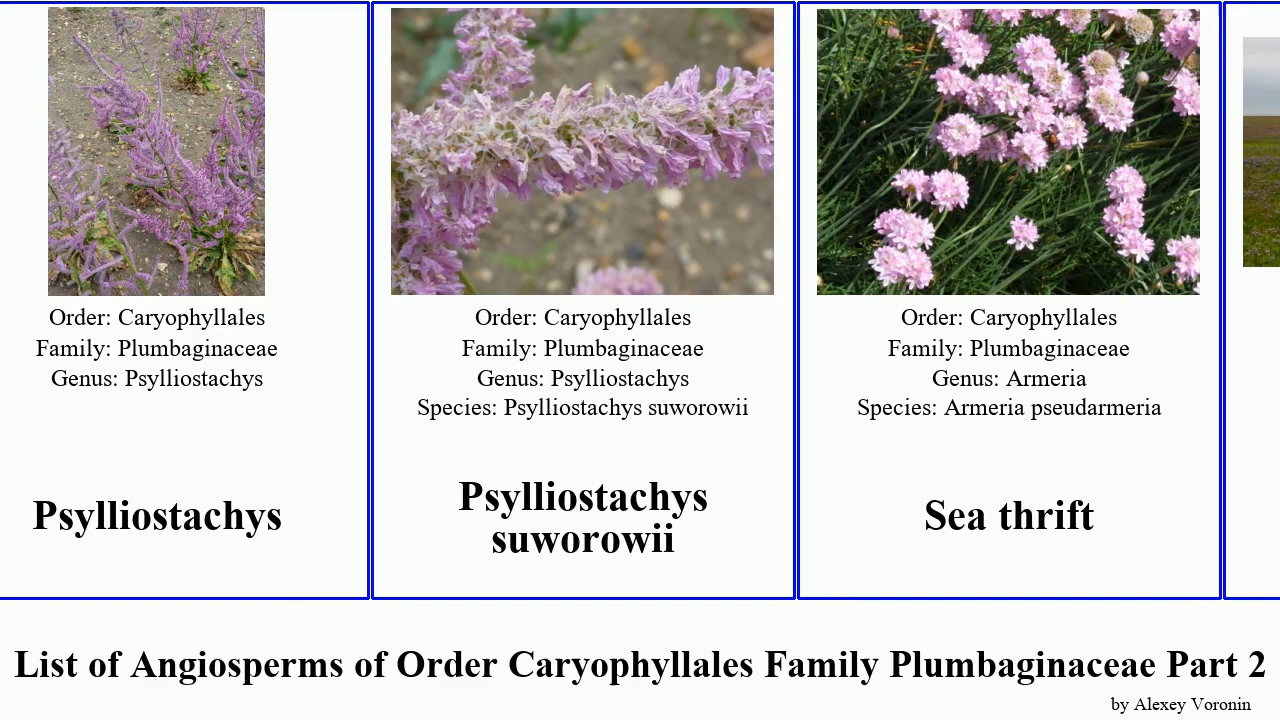 Order: Caryophyllales
Family: Plumbaginaceae
Genus: Psylliostachys
Psylliostachys
Order: Caryophyllales
Family: Plumbaginaceae
Genus: Psylliostachys
Species: Psylliostachys suworowii
Psylliostachys
suworowii
Order: Caryophyllales
Family: Plumbaginaceae
Genus: Armeria
Species: Armeria pseudarmeria
Sea thrift
List of Angiosperms of Order Caryophyllales Family Plumbaginaceae Part 2
by Alexey Voronin